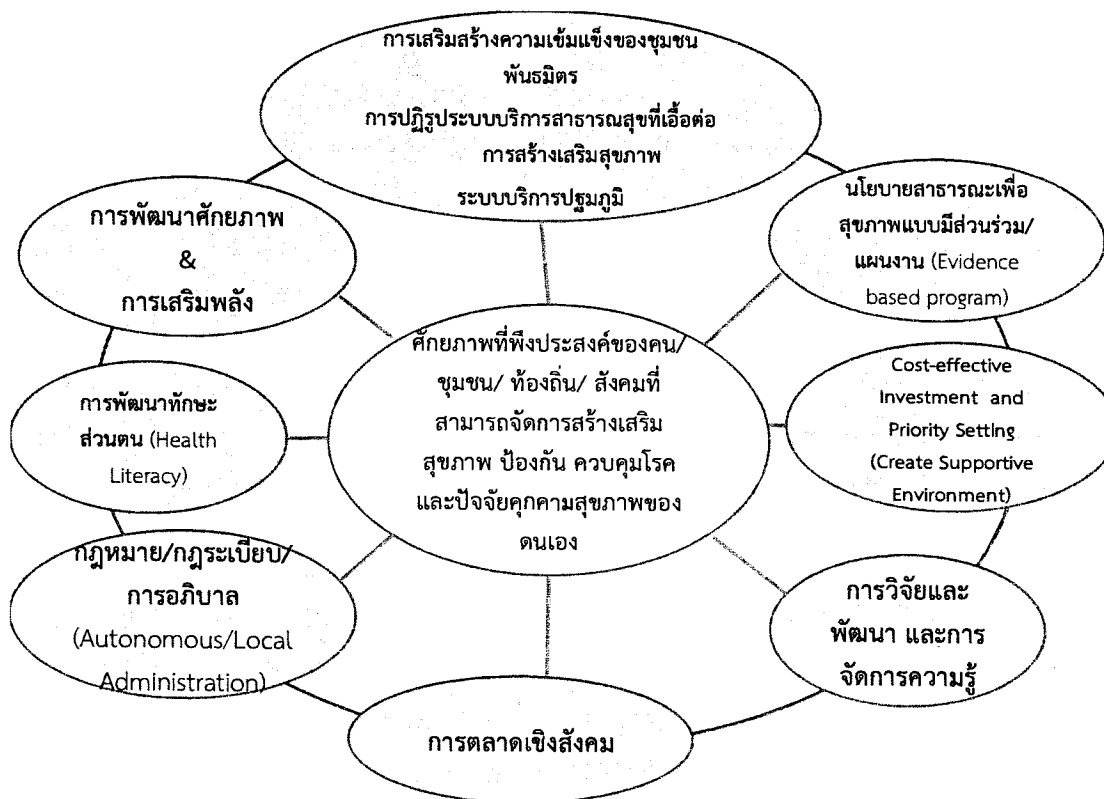 การเสริมสร้างความเข้มแข็งของชุมชน
พันธมิตร
การปฏิรูประบบบริการสาธารณสุขที่เอื้อต่อ
การสร้างเสริมสุขภาพ
ระบบบริการปฐมภูมิ
นโยบายสาธารณะเพื่อ
สุขภาพแบบมีส่วนร่วม/
แผนงาน (Evidence
based program)
Cost-effective
Investment and
Priority Setting
(Create Supportive
Environment)
การวิจัยและ
พัฒนา และการ
จัดการความรู้
การตลาดเชิงสังคม
กฎหมาย/กฎระเบียบ/
การอภิบาล
(Autonomous/Local
Administration)
การพัฒนาทักษะ
ส่วนตน (Health
Literacy)
การพัฒนาศักยภาพ
&
การเสริมพลัง
ศักยภาพที่พึงประสงค์ของคน/
ชุมชน/ ท้องถิ่น/ สังคมที่
สามารถจัดการสร้างเสริม
สุขภาพ ป้องกัน ควบคุมโรค
และปัจจัยคุกคามสุขภาพของ
ตนเอง